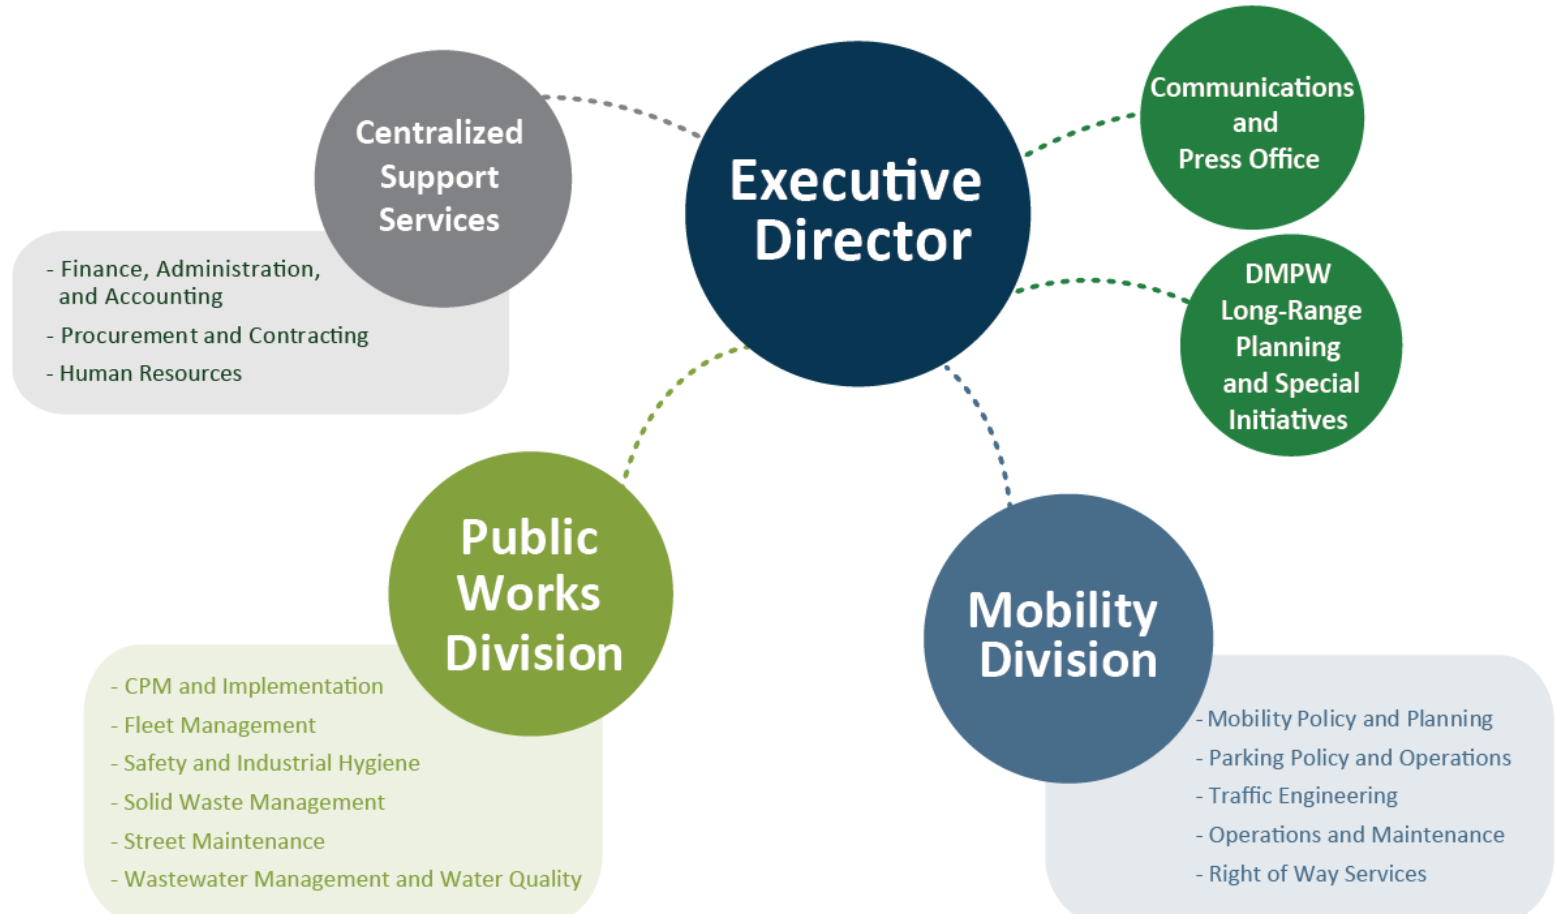 Centralized
Support
Services
- Finance, Administration,
and Accounting
- Procurement and Contracting
- Human Resources
Executive
Director
Communications
and
Press Office
DMPW
Long-Range
Planning
and Special
Initiatives
Public
Works
Division
- CPM and Implementation
- Fleet Management
- Safety and Industrial Hygiene
- Solid Waste Management
- Street Maintenance
- Wastewater Management and Water Quality
Mobility
Division
- Mobility Policy and Planning
- Parking Policy and Operations
- Traffic Engineering
- Operations and Maintenance
- Right of Way Services